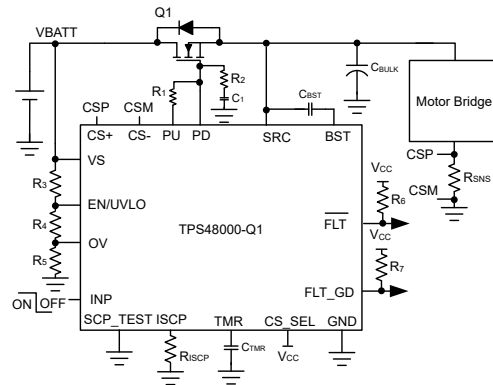 Q1
VBATT
R1
R2
C1
CBST
CBULK
Motor Bridge
CSP
CSM
CS+
CS-
PU
PD
SRC
BST
CSP
RSNS
CSM
VS
R3
EN/UVLO
R4
OV
R5
TPS48000-Q1
VCC
R6
FLT
VCC
R7
FLT_GD
ON
OFF
INP
SCP_TEST
ISCP
TMR
CS_SEL
GND
RISCP
CTMR
VCC